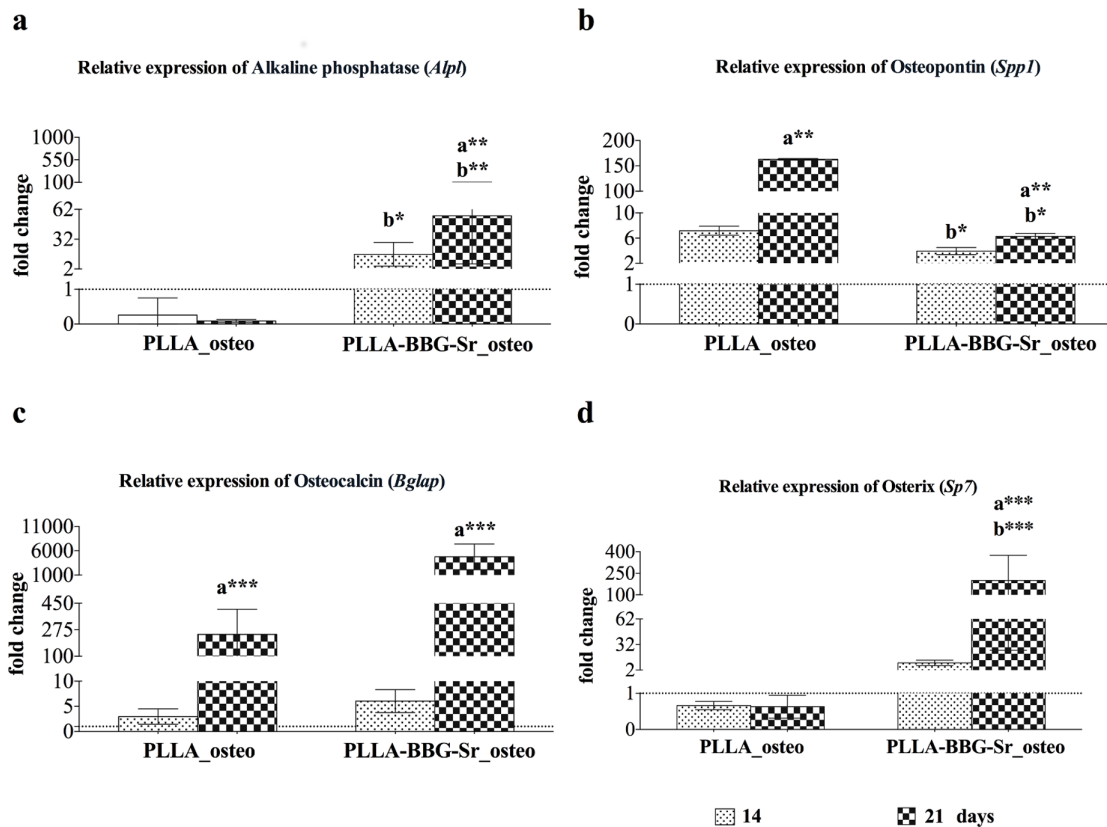 a
Relative expression of Alkaline phosphatase (Alpl)
fold change
1000
550
100
62
32
2
1
0
b*
a**
b**
PLLA_osteo
PLLA-BBG-Sr_osteo
b
Relative expression of Osteopontin (Spp1)
fold change
200
150
100
10
6
2
1
0
a**
b*
a**
b*
PLLA_osteo
PLLA-BBG-Sr_osteo
c
Relative expression of Osteocalcin (Bglap)
fold change
11000
6000
1000
450
275
100
10
5
0
a***
a***
PLLA_osteo
PLLA-BBG-Sr_osteo
d
Relative expression of Osterix (Sp7)
fold change
400
250
100
62
32
2
1
0
a***
b***
PLLA_osteo
PLLA-BBG-Sr_osteo
14
21 days